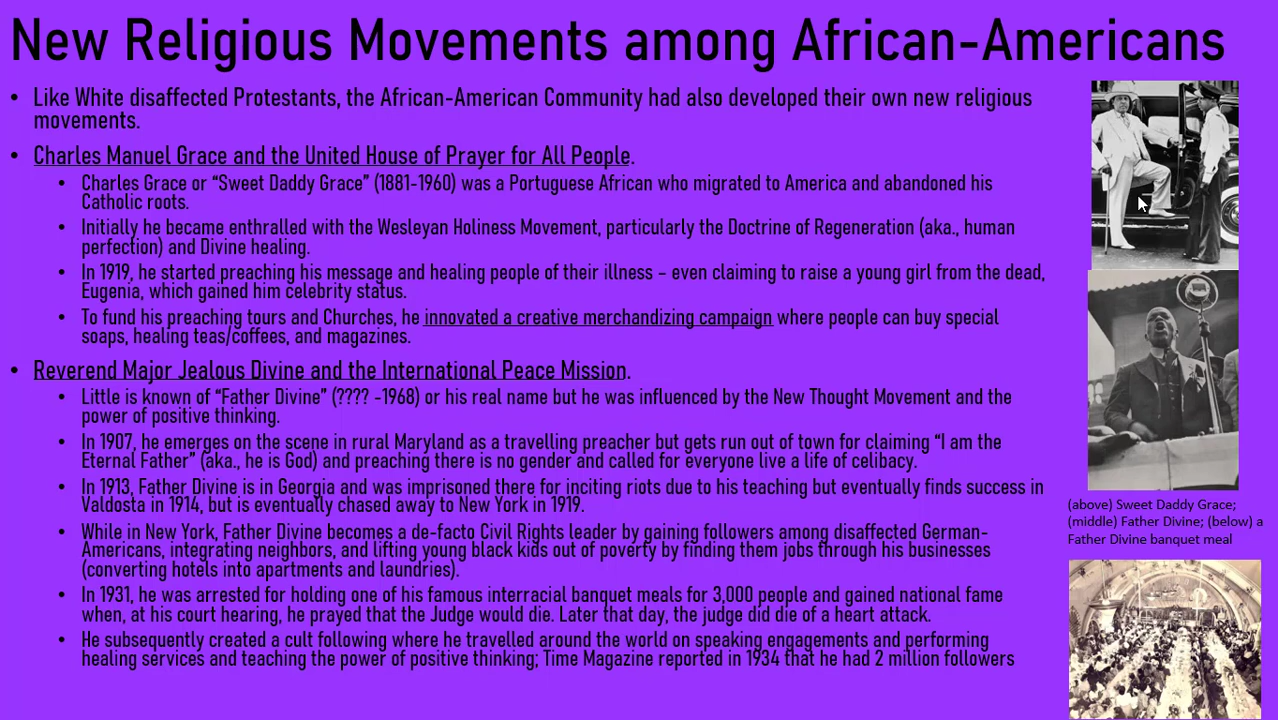 New Religious Movements among African-Americans
• Like White disaffected Protestants, the African-American Community had also developed their own new religious
movements.
• Charles Manuel Grace and the United House of Prayer for All People.
• Charles Grace or “Sweet Daddy Grace” (1881-1960) was a Portuguese African who migrated to America and abandoned his
Catholic roots.
• Initially he became enthralled with the Wesleyan Holiness Movement, particularly the Doctrine of Regeneration (aka., human
perfection) and Divine healing.
• In 1919, he started preaching his message and healing people of their illness – even claiming to raise a young girl from the dead,
Eugenia, which gained him celebrity status.
• To fund his preaching tours and Churches, he innovated a creative merchandizing campaign where people can buy special
soaps, healing teas/coffees, and magazines.
• Reverend Major Jealous Divine and the International Peace Mission.
• Little is known of “Father Divine” (???? -1968) or his real name but he was influenced by the New Thought Movement and the
power of positive thinking.
• In 1907, he emerges on the scene in rural Maryland as a travelling preacher but gets run out of town for claiming “I am the
Eternal Father” (aka., he is God) and preaching there is no gender and called for everyone live a life of celibacy.
• In 1913, Father Divine is in Georgia and was imprisoned there for inciting riots due to his teaching but eventually finds success in
Valdosta in 1914, but is eventually chased away to New York in 1919.
• While in New York, Father Divine becomes a de-facto Civil Rights leader by gaining followers among disaffected German-
Americans, integrating neighbors, and lifting young black kids out of poverty by finding them jobs through his businesses
(converting hotels into apartments and laundries).
• In 1931, he was arrested for holding one of his famous interracial banquet meals for 3,000 people and gained national fame
when, at his court hearing, he prayed that the Judge would die. Later that day, the judge did die of a heart attack.
• He subsequently created a cult following where he travelled around the world on speaking engagements and performing
healing services and teaching the power of positive thinking; Time Magazine reported in 1934 that he had 2 million followers
(above) Sweet Daddy Grace;
(middle) Father Divine; (below) a
Father Divine banquet meal